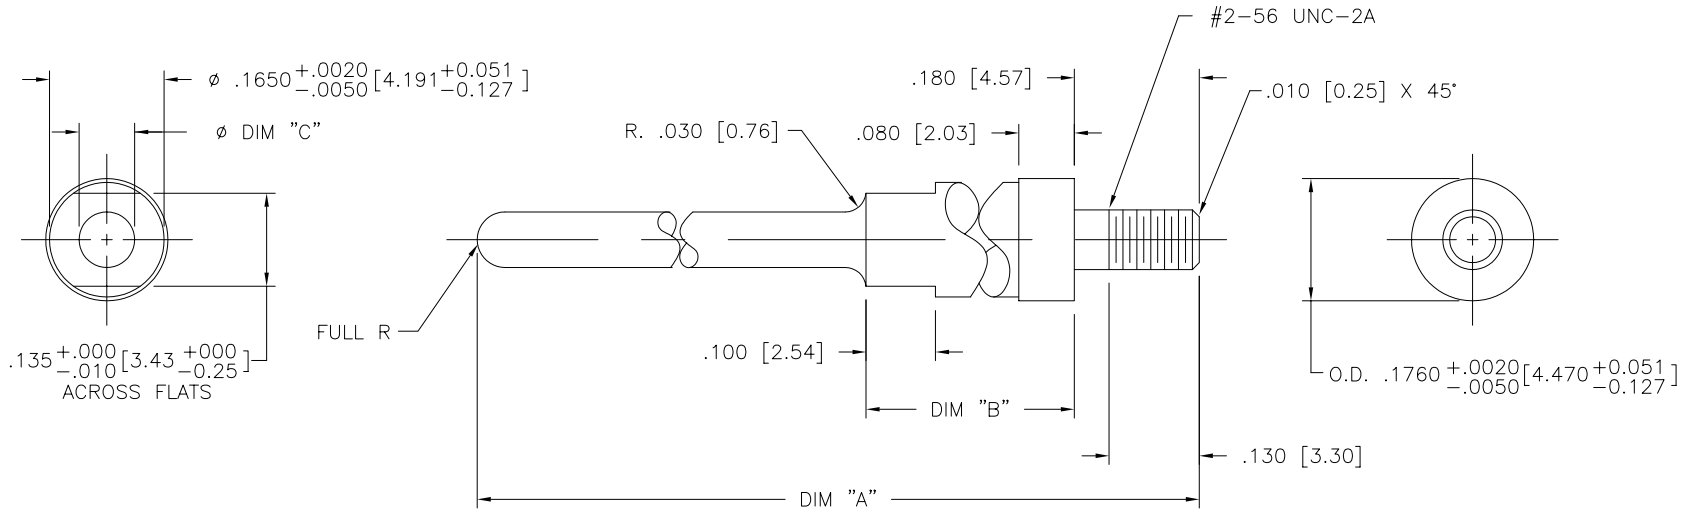 #2-56 UNC-2A
ø .1650 +.0020 -.0050 [4.191 +0.051 -0.127 ]
.180 [4.57]
.010 [0.25] X 45°
ø DIM "C"
R. .030 [0.76]
.080 [2.03]
FULL R
.135 +.000 -.010 [3.43 +000 -0.25 ]
ACROSS FLATS
.100 [2.54]
O.D. .1760 +.0020 -.0050 [4.470 +0.051 -0.127 ]
DIM "B"
.130 [3.30]
DIM "A"